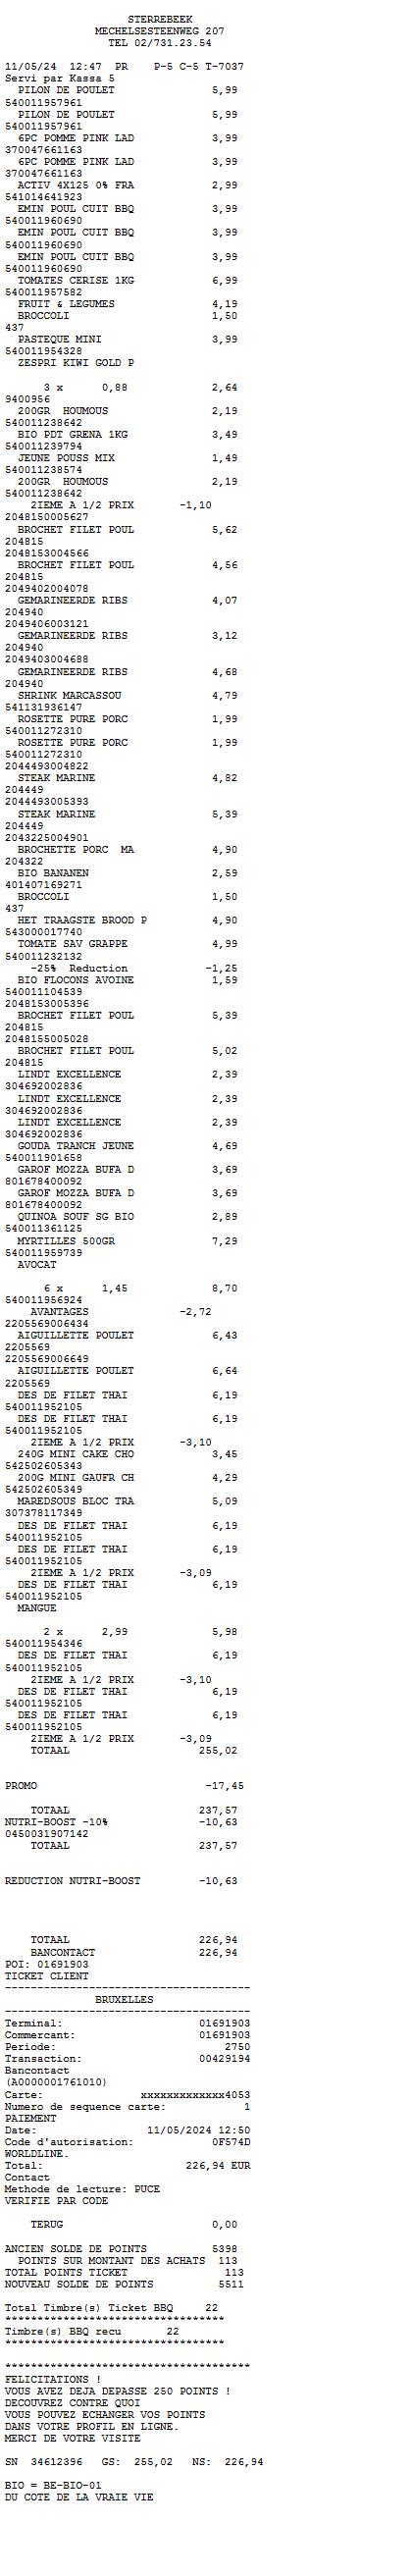 STERREBEEK
MECHELSESTEENWEG 207
TEL 02/731.23.54
11/05/24 12:47 PR P-5 C-5 T-7037
Servi par Kassa 5
PILON DE POULET 5,99
540011957961
PILON DE POULET 5,99
540011957961
6PC POMME PINK LAD 3,99
370047661163
6PC POMME PINK LAD 3,99
370047661163
ACTIV 4X125 0% FRA 2,99
541014641923
EMIN POUL CUIT BBQ 3,99
540011960690
EMIN POUL CUIT BBQ 3,99
540011960690
EMIN POUL CUIT BBQ 3,99
540011960690
TOMATES CERISE 1KG 6,99
540011957582
FRUIT & LEGUMES 4,19
BROCCOLI 1,50
437
PASTEQUE MINI 3,99
540011954328
ZESPRI KIWI GOLD P
3 x 0,88 2,64
9400956
200GR HOUMOUS 2,19
540011238642
BIO PDT GRENA 1KG 3,49
540011239794
JEUNE POUSS MIX 1,49
540011238574
200GR HOUMOUS 2,19
540011238642
2IEME A 1/2 PRIX -1,10
2048150005627
BROCHET FILET POUL 5,62
204815
2048153004566
BROCHET FILET POUL 4,56
204815
2049402004078
GEMARINEERDE RIBS 4,07
204940
2049406003121
GEMARINEERDE RIBS 3,12
204940
2049403004688
GEMARINEERDE RIBS 4,68
204940
SHRINK MARCASSOU 4,79
541131936147
ROSETTE PURE PORC 1,99
540011272310
ROSETTE PURE PORC 1,99
540011272310
2044493004822
STEAK MARINE 4,82
204449
2044493005393
STEAK MARINE 5,39
204449
2043225004901
BROCHETTE PORC MA 4,90
204322
BIO BANANEN 2,59
401407169271
BROCCOLI 1,50
437
HET TRAAGSTE BROOD P 4,90
543000017740
TOMATE SAV GRAPPE 4,99
540011232132
-25% Reduction -1,25
BIO FLOCONS AVOINE 1,59
540011104539
2048153005396
BROCHET FILET POUL 5,39
204815
2048155005028
BROCHET FILET POUL 5,02
204815
LINDT EXCELLENCE 2,39
304692002836
LINDT EXCELLENCE 2,39
304692002836
LINDT EXCELLENCE 2,39
304692002836
GOUDA TRANCH JEUNE 4,69
540011901658
GAROF MOZZA BUFA D 3,69
801678400092
GAROF MOZZA BUFA D 3,69
801678400092
QUINOA SOUF SG BIO 2,89
540011361125
MYRTILLES 500GR 7,29
540011959739
AVOCAT
6 x 1,45 8,70
540011956924
AVANTAGES -2,72
2205569006434
AIGUILLETTE POULET 6,43
2205569
2205569006649
AIGUILLETTE POULET 6,64
2205569
DES DE FILET THAI 6,19
540011952105
DES DE FILET THAI 6,19
540011952105
2IEME A 1/2 PRIX -3,10
240G MINI CAKE CHO 3,45
542502605343
200G MINI GAUFR CH 4,29
542502605349
MAREDSOUS BLOC TRA 5,09
307378117349
DES DE FILET THAI 6,19
540011952105
DES DE FILET THAI 6,19
540011952105
2IEME A 1/2 PRIX -3,09
DES DE FILET THAI 6,19
540011952105
MANGUE
2 x 2,99 5,98
540011954346
DES DE FILET THAI 6,19
540011952105
2IEME A 1/2 PRIX -3,10
DES DE FILET THAI 6,19
540011952105
DES DE FILET THAI 6,19
540011952105
2IEME A 1/2 PRIX -3,09
TOTAAL 255,02
PROMO -17,45
TOTAAL 237,57
NUTRI-BOOST -10% -10,63
0450031907142
TOTAAL 237,57
REDUCTION NUTRI-BOOST -10,63
TOTAAL 226,94
BANCONTACT 226,94
POI: 01691903
TICKET CLIENT
--------------------------------------
BRUXELLES
--------------------------------------
Terminal: 01691903
Commercant: 01691903
Periode: 2750
Transaction: 00429194
Bancontact
(A0000001761010)
Carte: xxxxxxxxxxxxx4053
Numero de sequence carte: 1
PAIEMENT
Date: 11/05/2024 12:50
Code d'autorisation: 0F574D
WORLDLINE.
Total: 226,94 EUR
Contact
Methode de lecture: PUCE
VERIFIE PAR CODE
TERUG 0,00
ANCIEN SOLDE DE POINTS 5398
POINTS SUR MONTANT DES ACHATS 113
TOTAL POINTS TICKET 113
NOUVEAU SOLDE DE POINTS 5511
Total Timbre(s) Ticket BBQ 22
**********************************
Timbre(s) BBQ recu 22
**********************************
**************************************
FELICITATIONS !
VOUS AVEZ DEJA DEPASSE 250 POINTS !
DECOUVREZ CONTRE QUOI
VOUS POUVEZ ECHANGER VOS POINTS
DANS VOTRE PROFIL EN LIGNE.
MERCI DE VOTRE VISITE
SN 34612396 GS: 255,02 NS: 226,94
BIO = BE-BIO-01
DU COTE DE LA VRAIE VIE